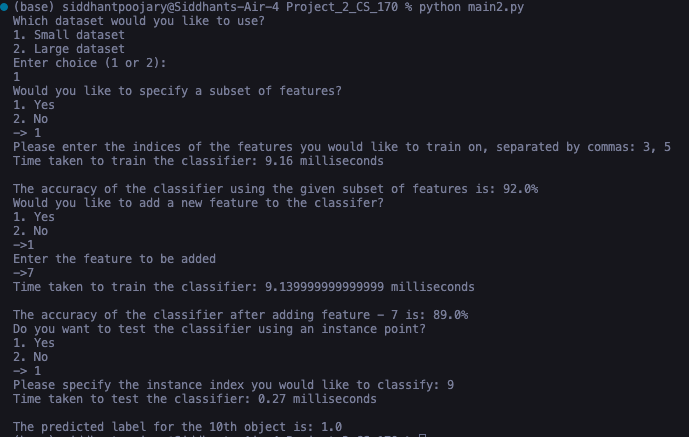 (base) siddhantpoojary@Siddhants-Air-4 Project_2_CS_170 % python main2.py
Which dataset would you like to use?
1. Small dataset
2. Large dataset
Enter choice (1 or 2):
1
Would you like to specify a subset of features?
1. Yes
2. No
-> 1
Please enter the indices of the features you would like to train on, separated by commas: 3, 5
Time taken to train the classifier: 9.16 milliseconds
The accuracy of the classifier using the given subset of features is: 92.0%
Would you like to add a new feature to the classifer?
1. Yes
2. No
->1
Enter the feature to be added
->7
Time taken to train the classifier: 9.139999999999999 milliseconds
The accuracy of the classifier after adding feature - 7 is: 89.0%
Do you want to test the classifier using an instance point?
1. Yes
2. No
-> 1
Please specify the instance index you would like to classify: 9
Time taken to test the classifier: 0.27 milliseconds
The predicted label for the 10th object is: 1.0